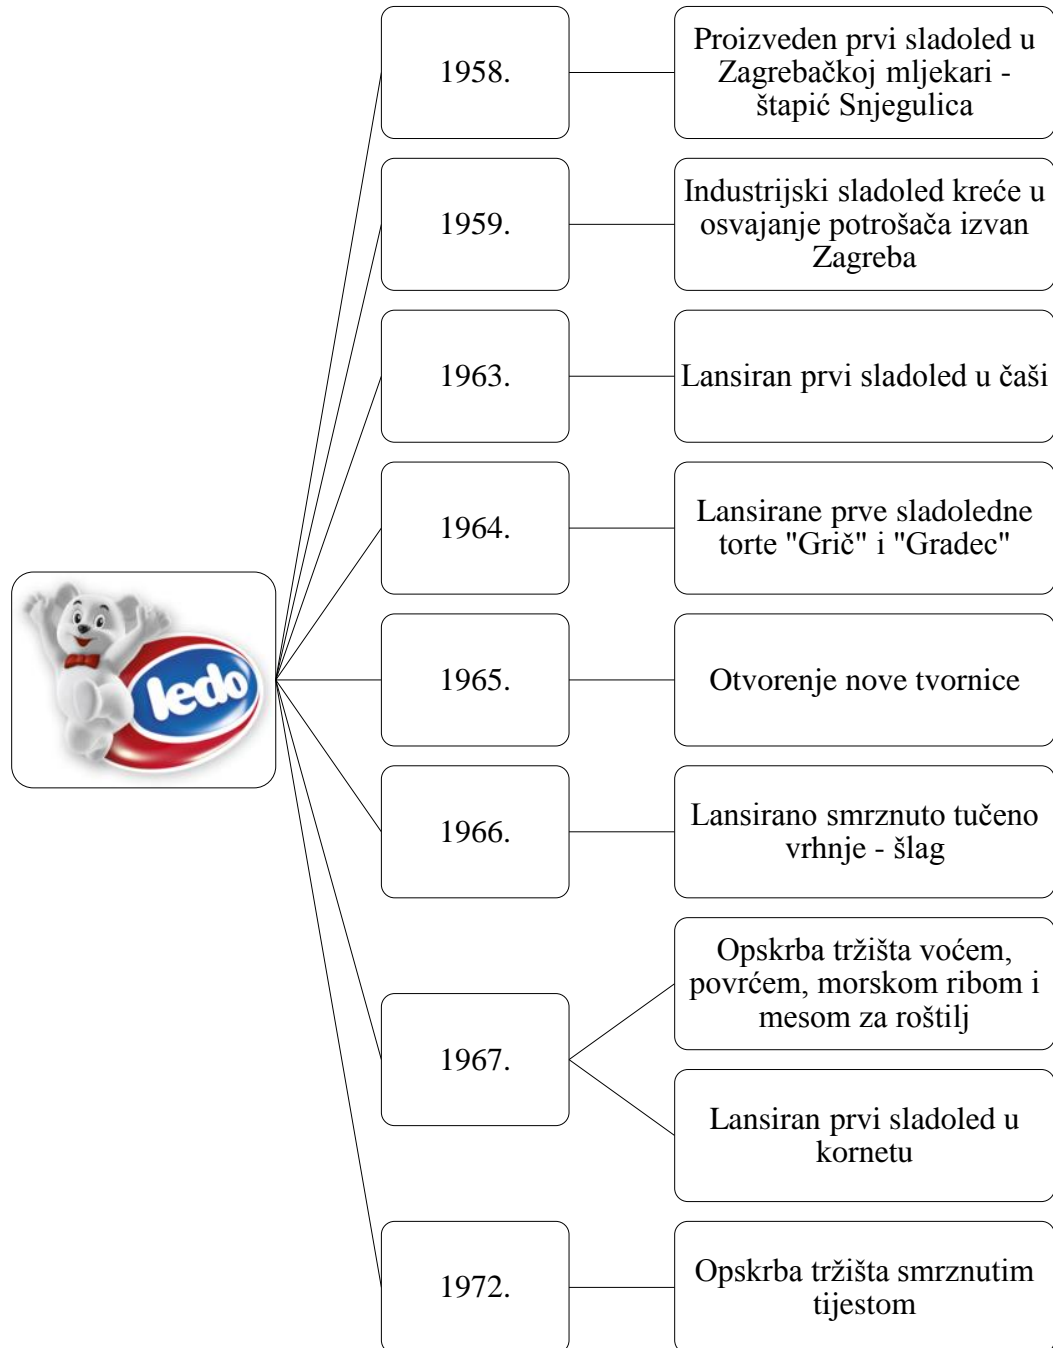 1958.
Proizveden prvi sladoled u
Zagrebačkoj mljekari -
štapić Snjegulica
1959.
Industrijski sladoled kreće u
osvajanje potrošača izvan
Zagreba
1963.
Lansiran prvi sladoled u čaši
1964.
Lansirane prve sladoledne
torte "Grič" i "Gradec"
ledo
1965.
Otvorenje nove tvornice
1966.
Lansirano smrznuto tučeno
vrhnje - šlag
1967.
Opskrba tržišta voćem,
povrćem, morskom ribom i
mesom za roštilj
Lansiran prvi sladoled u
kornetu
1972.
Opskrba tržišta smrznutim
tijestom